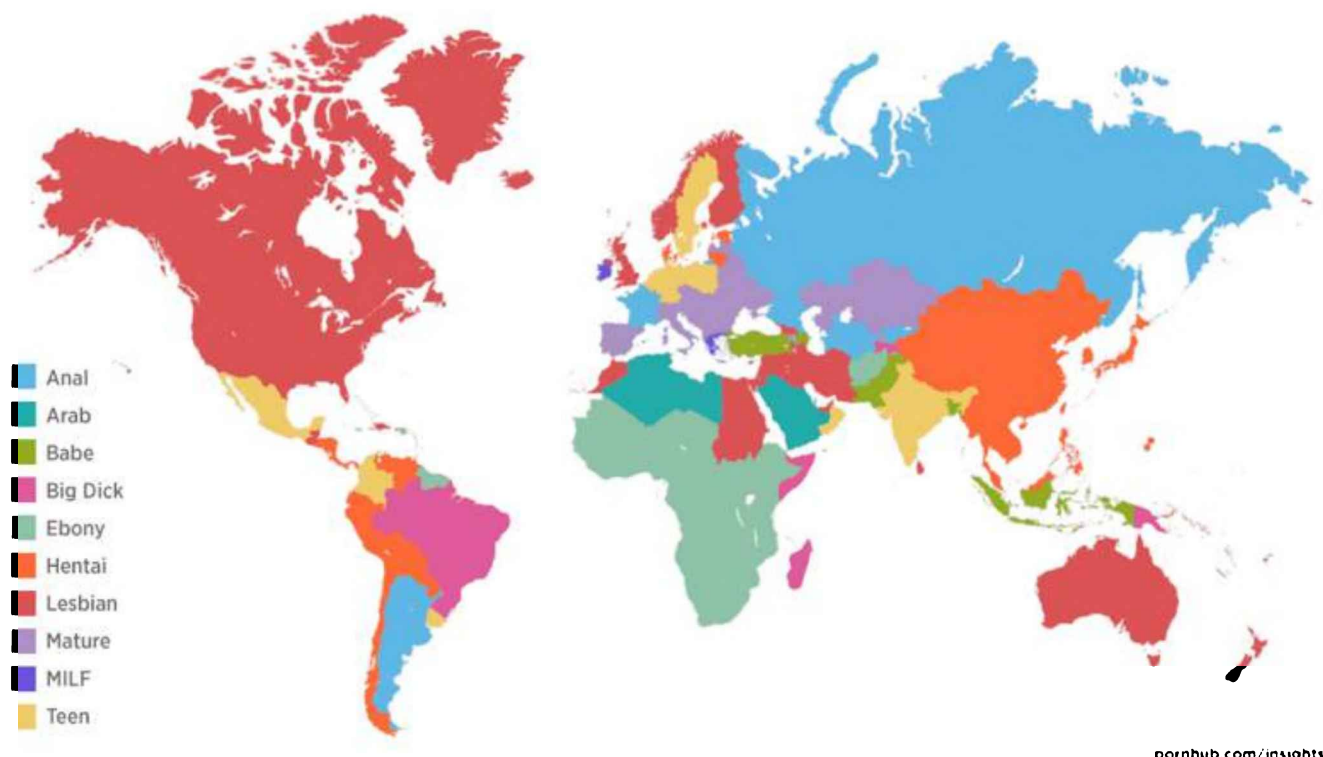 Anal
Arab
Babe
Big Dick
Ebony
Hentai
Lesbian
Mature
MILF
Teen
pornhub.com/insights